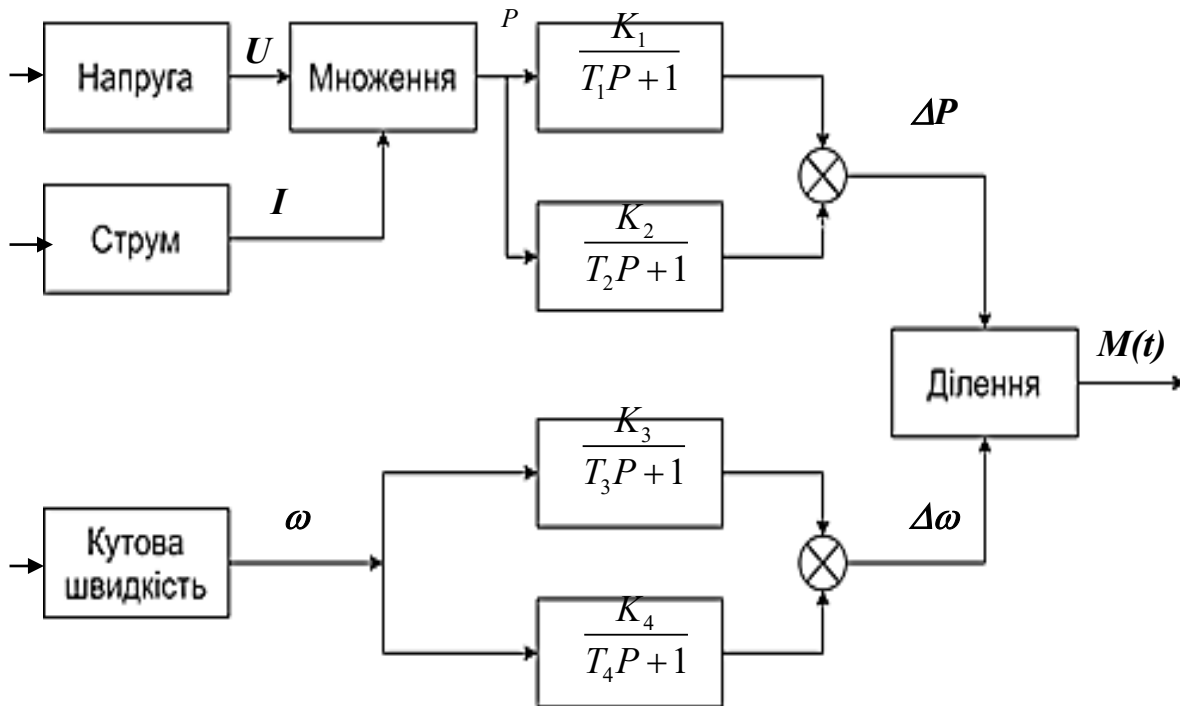 Напруга
U
Множення
P
K₁
T₁P + 1
ΔP
Струм
I
K₂
T₂P + 1
Ділення
M(t)
Кутова
швидкість
ω
K₃
T₃P + 1
Δω
K₄
T₄P + 1